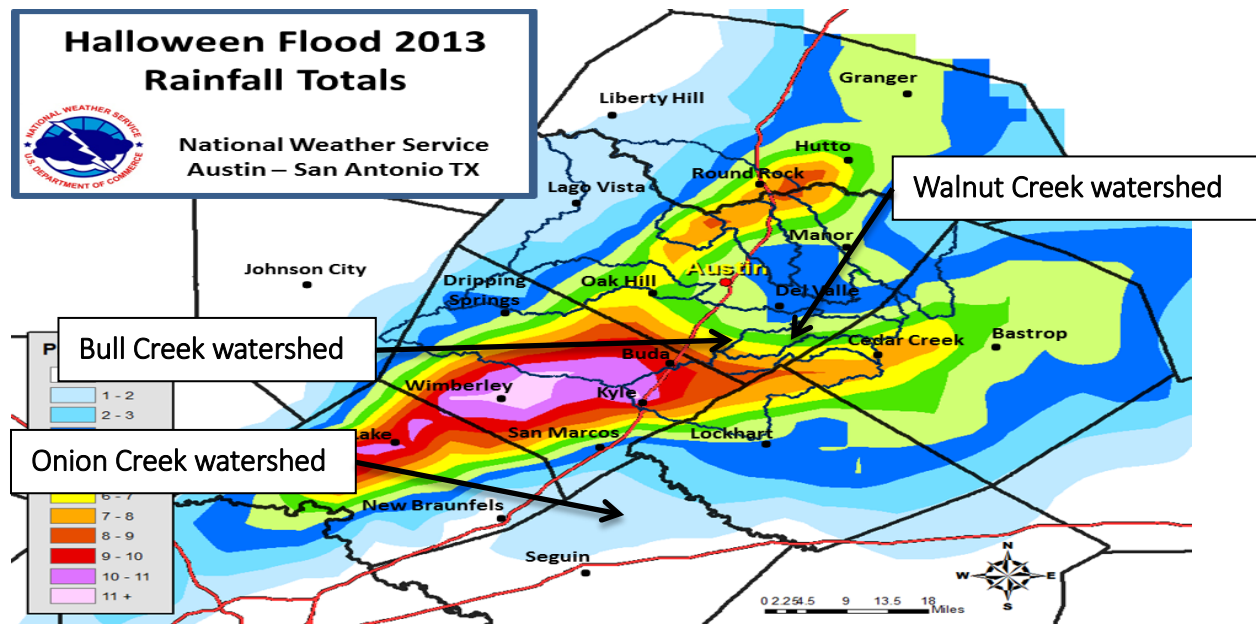 Halloween Flood 2013
Rainfall Totals
NATIONAL WEATHER SERVICE
U.S. DEPARTMENT OF COMMERCE
National Weather Service
Austin – San Antonio TX
Granger
Liberty Hill
Hutto
Round Rock
Walnut Creek watershed
Lago Vista
Manor
Johnson City
Austin
Dripping
Springs
Oak Hill
Del Valle
Bull Creek watershed
Cedar Creek
Bastrop
Buda
Wimberley
Kyle
1 - 2
2 - 3
Lake
San Marcos
Lockhart
Onion Creek watershed
New Braunfels
6 - 7
7 - 8
8 - 9
9 - 10
10 - 11
11 +
Seguin
N
W E
S
0 2.25 4.5 9 13.5 18
Miles